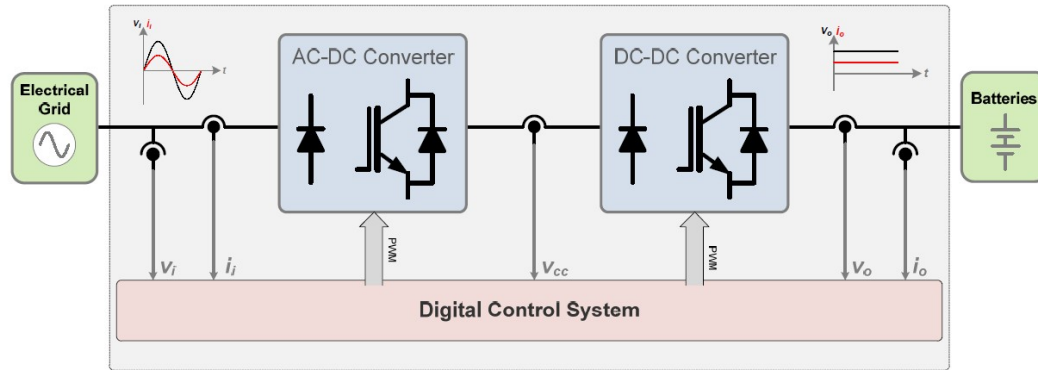 vᵢ iᵢ
t
AC-DC Converter
DC-DC Converter
vₒ iₒ
t
Electrical
Grid
Batteries
PWM
PWM
vᵢ
iᵢ
v_cc
vₒ
iₒ
Digital Control System